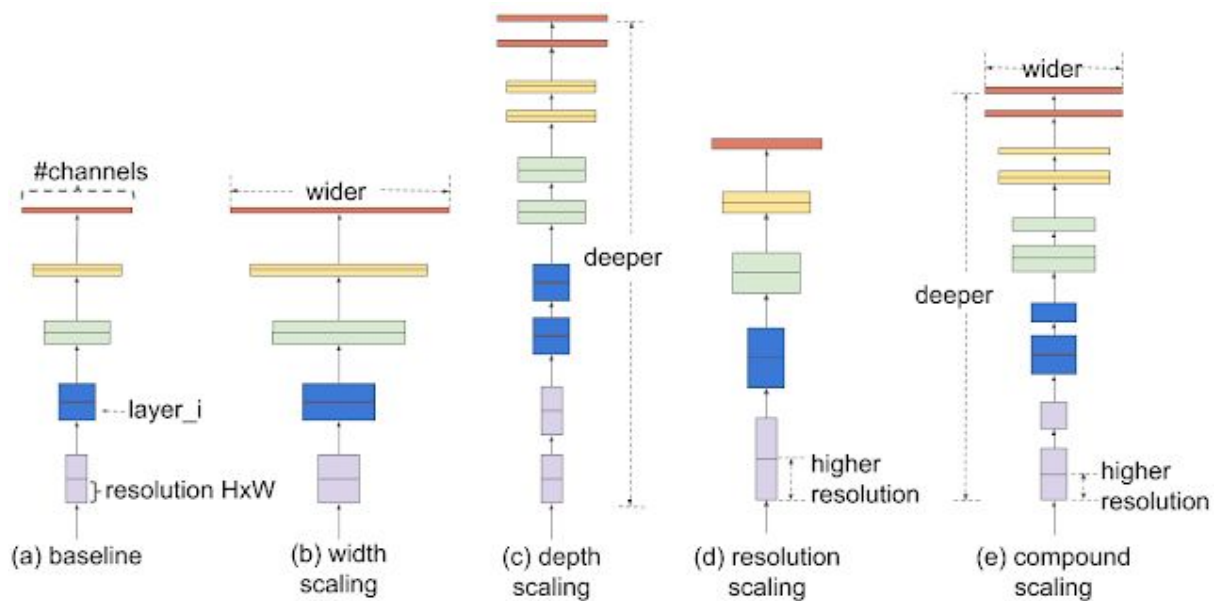 #channels
wider
layer_i
resolution HxW
(a) baseline
(b) width
scaling
deeper
(c) depth
scaling
higher
resolution
(d) resolution
scaling
wider
deeper
higher
resolution
(e) compound
scaling